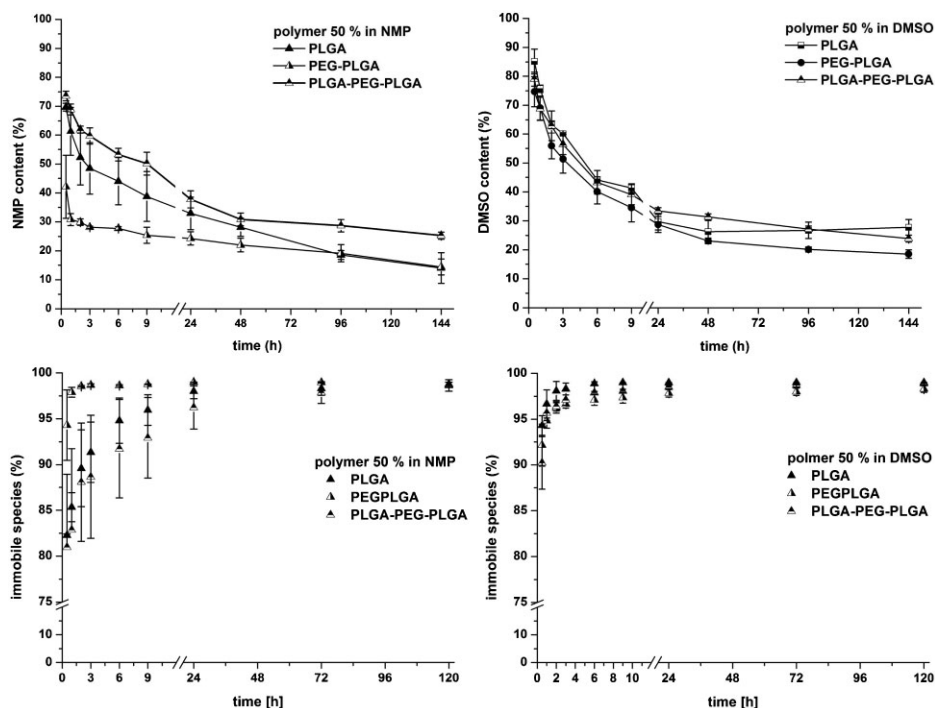 polymer 50 % in NMP
PLGA
PEG-PLGA
PLGA-PEG-PLGA
NMP content (%)
100
90
80
70
60
50
40
30
20
10
0
0 3 6 9 24 48 72 96 120 144
time (h)
polymer 50 % in DMSO
PLGA
PEG-PLGA
PLGA-PEG-PLGA
DMSO content (%)
100
90
80
70
60
50
40
30
20
10
0
0 3 6 9 24 48 72 96 120 144
time (h)
polymer 50 % in NMP
PLGA
PEGPLGA
PLGA-PEG-PLGA
immobile species (%)
100
95
90
85
80
75
10
0
0 3 6 9 24 48 72 96 120
time [h]
polmer 50 % in DMSO
PLGA
PEGPLGA
PLGA-PEG-PLGA
immobile species (%)
100
95
90
85
80
75
10
0
0 2 4 6 8 10 24 48 72 96 120
time [h]